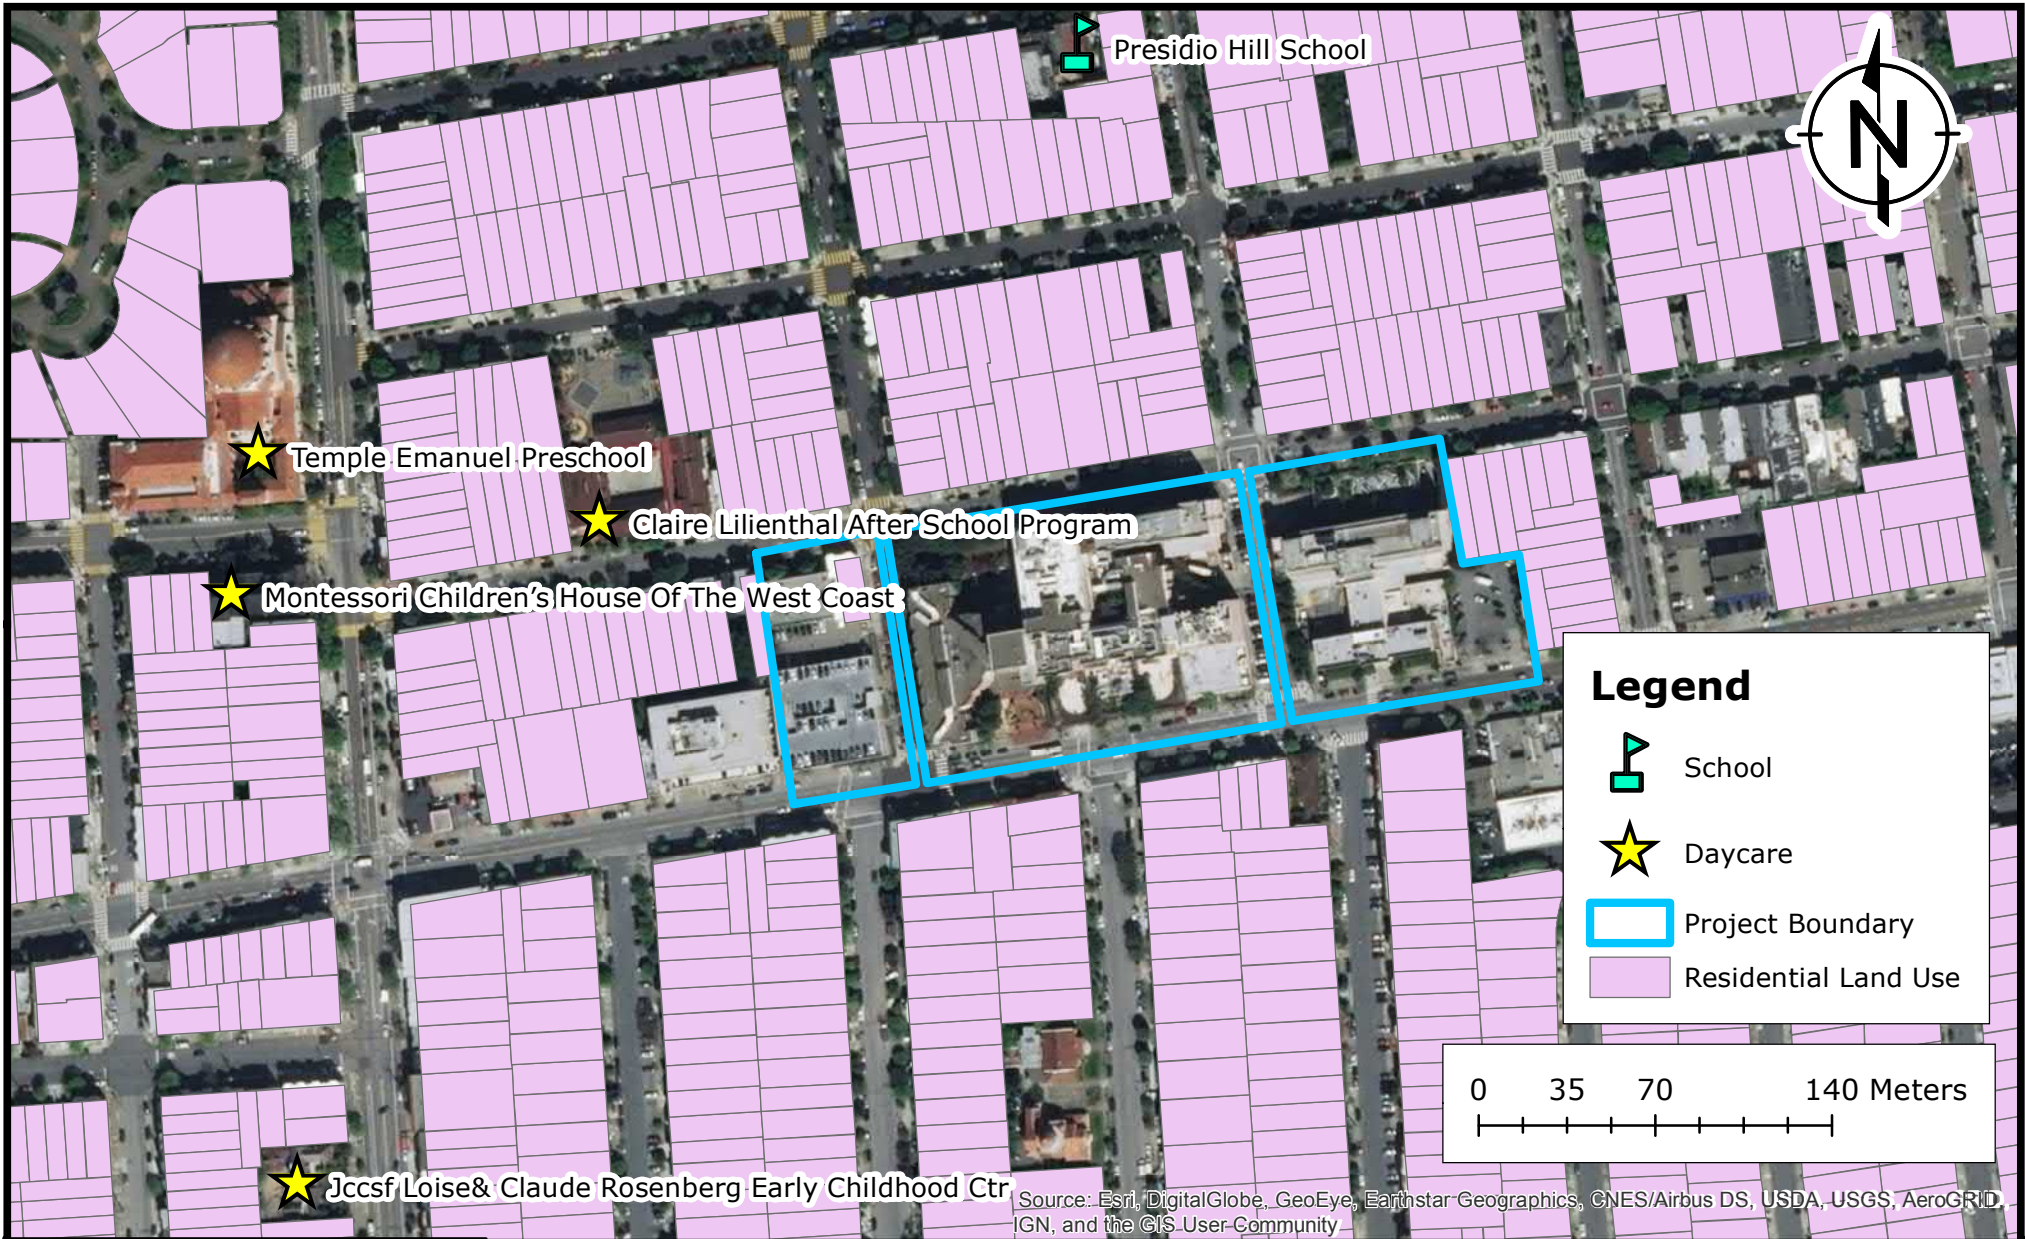 Presidio Hill School
N
Temple Emanuel Preschool
Claire Lilienthal After School Program
Montessori Children's House Of The West Coast
Legend
School
Daycare
Project Boundary
Residential Land Use
0 35 70 140 Meters
Jccsf Loise& Claude Rosenberg Early Childhood Ctr
Source: Esri, DigitalGlobe, GeoEye, Earthstar Geographics, CNES/Airbus DS, USDA, USGS, AeroGRID,
IGN, and the GIS User Community